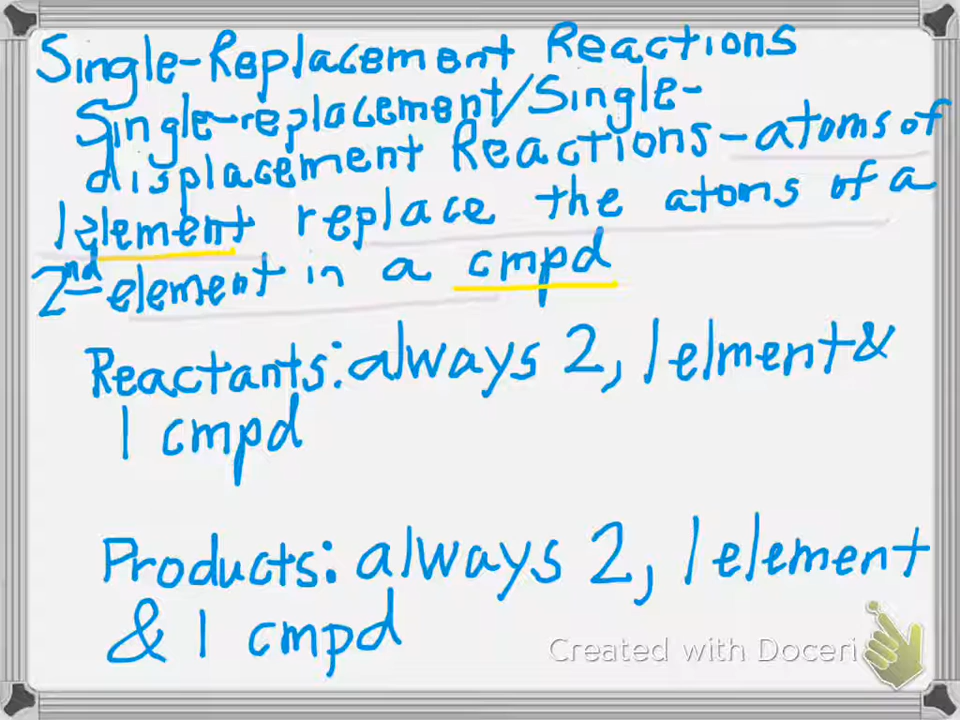 Single-Replacement Reactions
Single-replacement/Single-
displacement Reactions-atoms of
1 element replace the atoms of a
2nd element in a cmpd
Reactants: always 2, 1 elment &
1 cmpd
Products: always 2, 1 element
& 1 cmpd
Created with Doceri